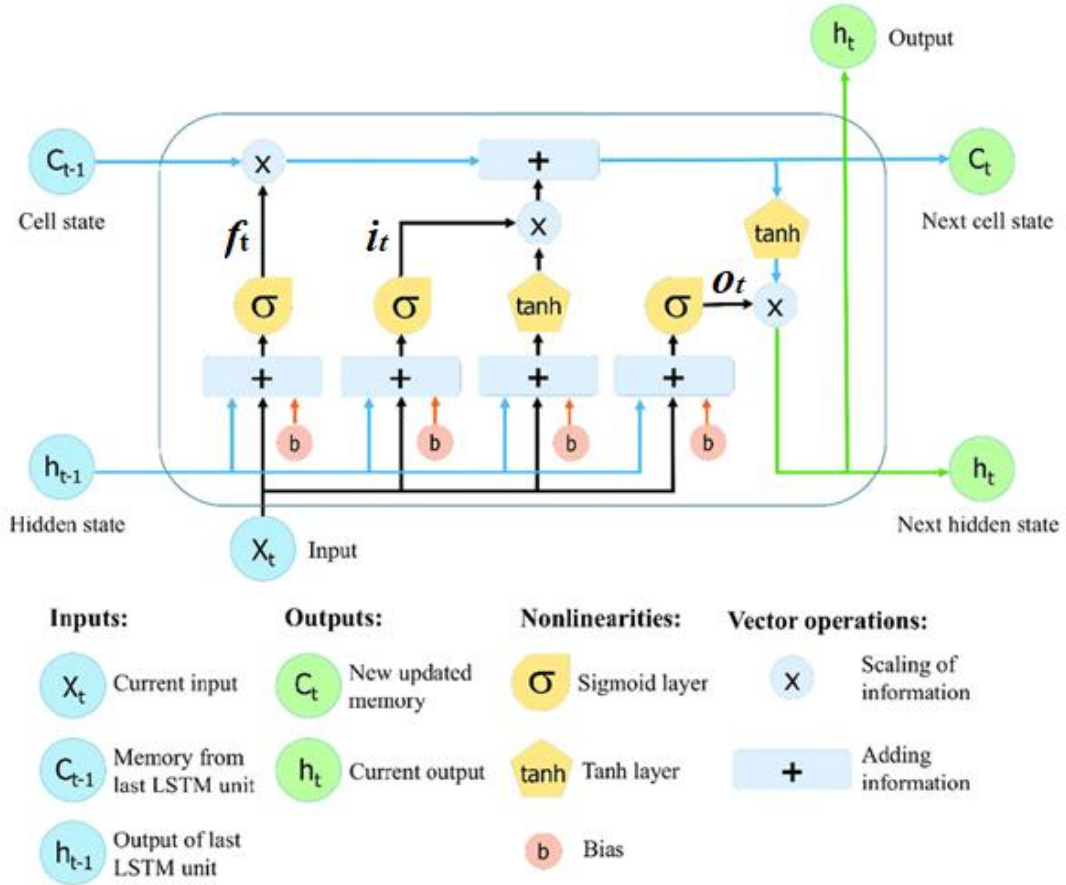 hₜ Output
Cₜ₋₁ x + Cₜ
Cell state fₜ iₜ x tanh Next cell state
σ σ tanh σ oₜ x
+ + + +
b b b b
hₜ₋₁ hₜ
Hidden state Next hidden state
Xₜ Input
Inputs: Outputs: Nonlinearities: Vector operations:
Xₜ Current input
Cₜ New updated
memory
σ Sigmoid layer
x Scaling of
information
Cₜ₋₁ Memory from
last LSTM unit
hₜ Current output
tanh Tanh layer
+ Adding
information
hₜ₋₁ Output of last
LSTM unit
b Bias